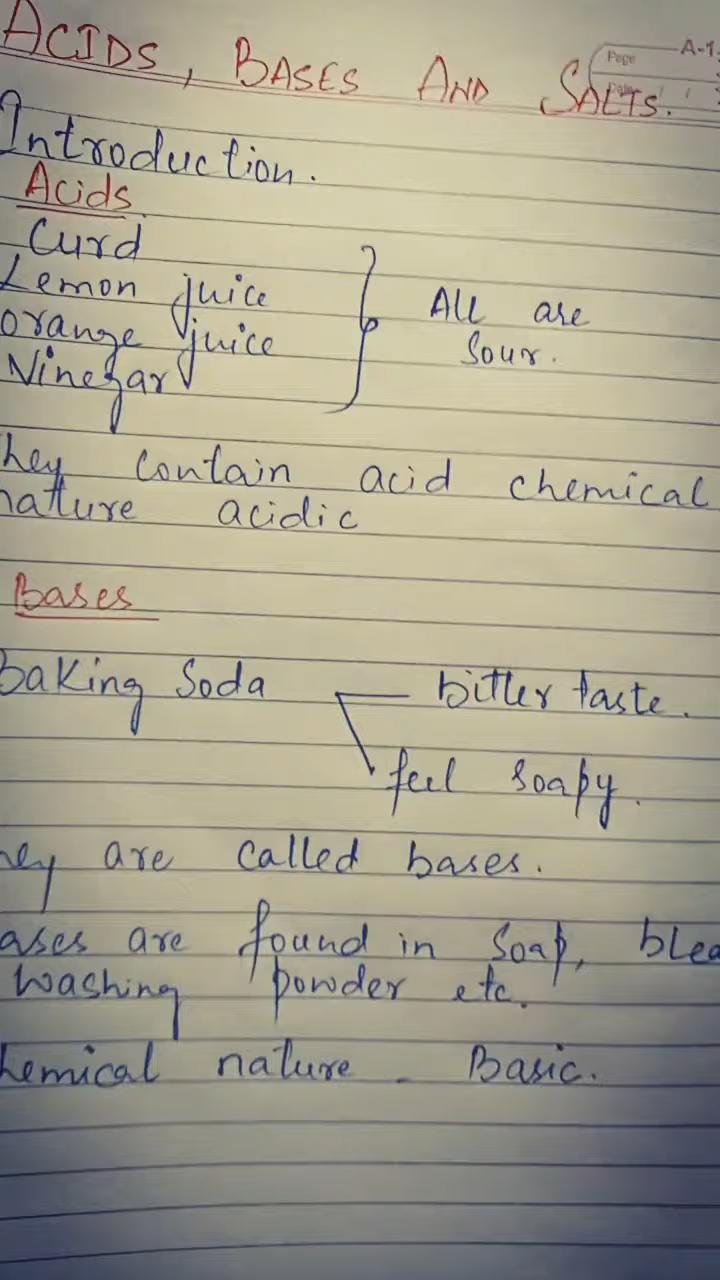 ACIDS, BASES AND SALTS.
Page A-1
Introduction.
Acids
Curd
Lemon juice
orange juice
Vinegar
All are
Sour.
hey contain acid chemical
nature acidic
Bases
Baking Soda bitter taste.
feel soapy.
hey are called bases.
ases are found in Soap, blea
washing powder etc.
hemical nature - Basic.